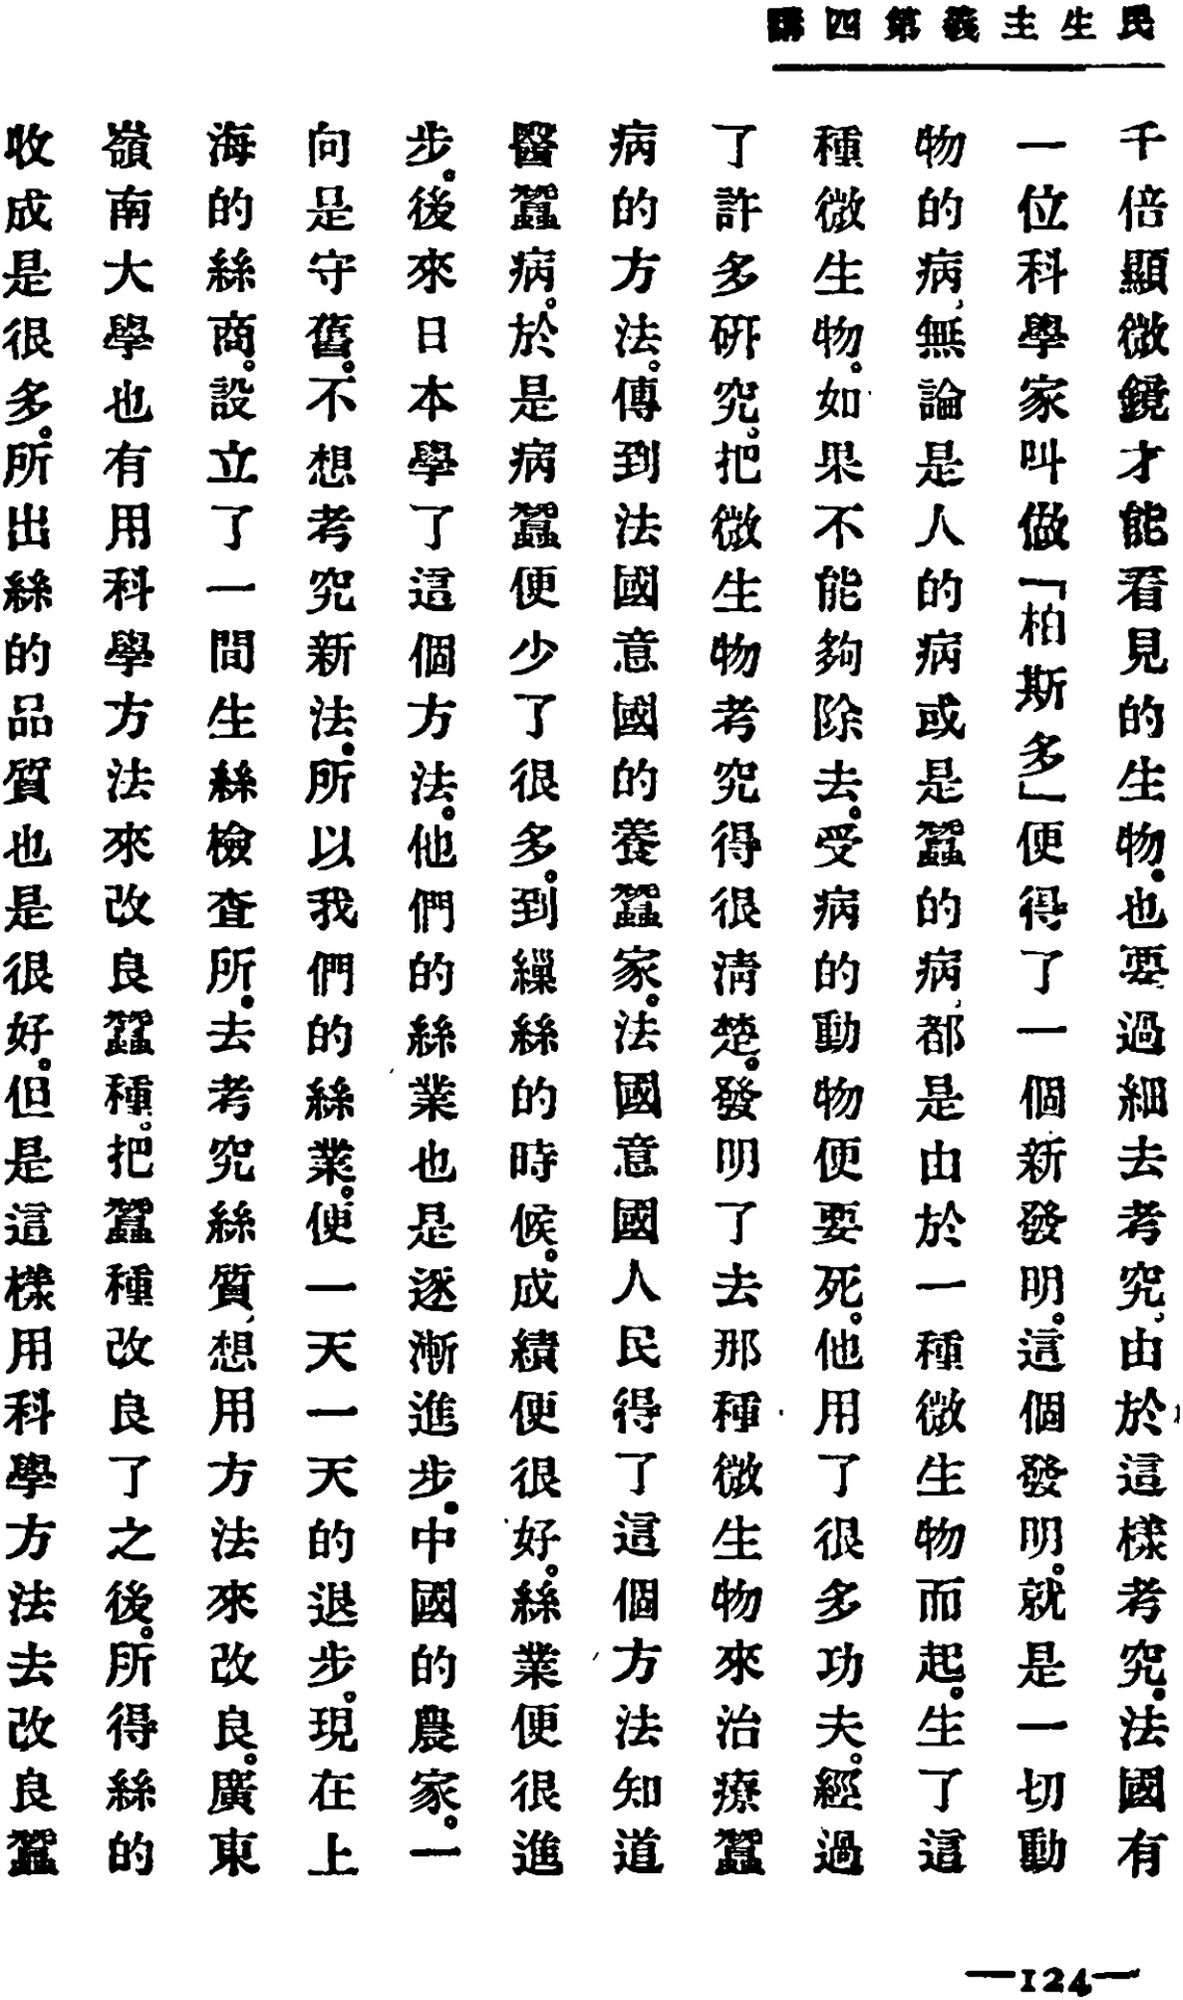 民生主義第四講
千倍顯微鏡才能看見的生物。也要過細去考究,由於這樣考究。法國有
一位科學家叫做「柏斯多」便得了一個新發明。這個發明。就是一切動
物的病,無論是人的病或是蠶的病,都是由於一種微生物而起。生了這
種微生物。如果不能夠除去。受病的動物便要死。他用了很多功夫。經過
了許多研究,把微生物考究得很清楚。發明了去那種微生物來治療蠶
病的方法。傳到法國意國的養蠶家。法國意國人民得了這個方法知道
醫蠶病。於是病蠶便少了很多。到繅絲的時候。成績便很好。絲業便很進
步。後來日本學了這個方法。他們的絲業也是逐漸進步。中國的農家。一
向是守舊。不想考究新法。所以我們的絲業。便一天一天的退步。現在上
海的絲商。設立了一間生絲檢查所。去考究絲質,想用方法來改良。廣東
嶺南大學也有用科學方法來改良蠶種。把蠶種改良了之後。所得絲的
收成是很多。所出絲的品質也是很好。但是這樣用科學方法去改良蠶
—124—